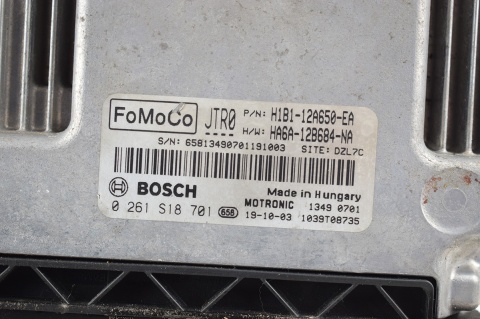 FoMoCo JTR0 P/N: H1B1-12A650-EA
H/W: HA6A-12B684-NA
S/N: 65813490701191003 SITE: DZL7C
BOSCH Made in Hungary
MOTRONIC 1349 0701
0 261 S18 701 658 19-10-03 1039T08735